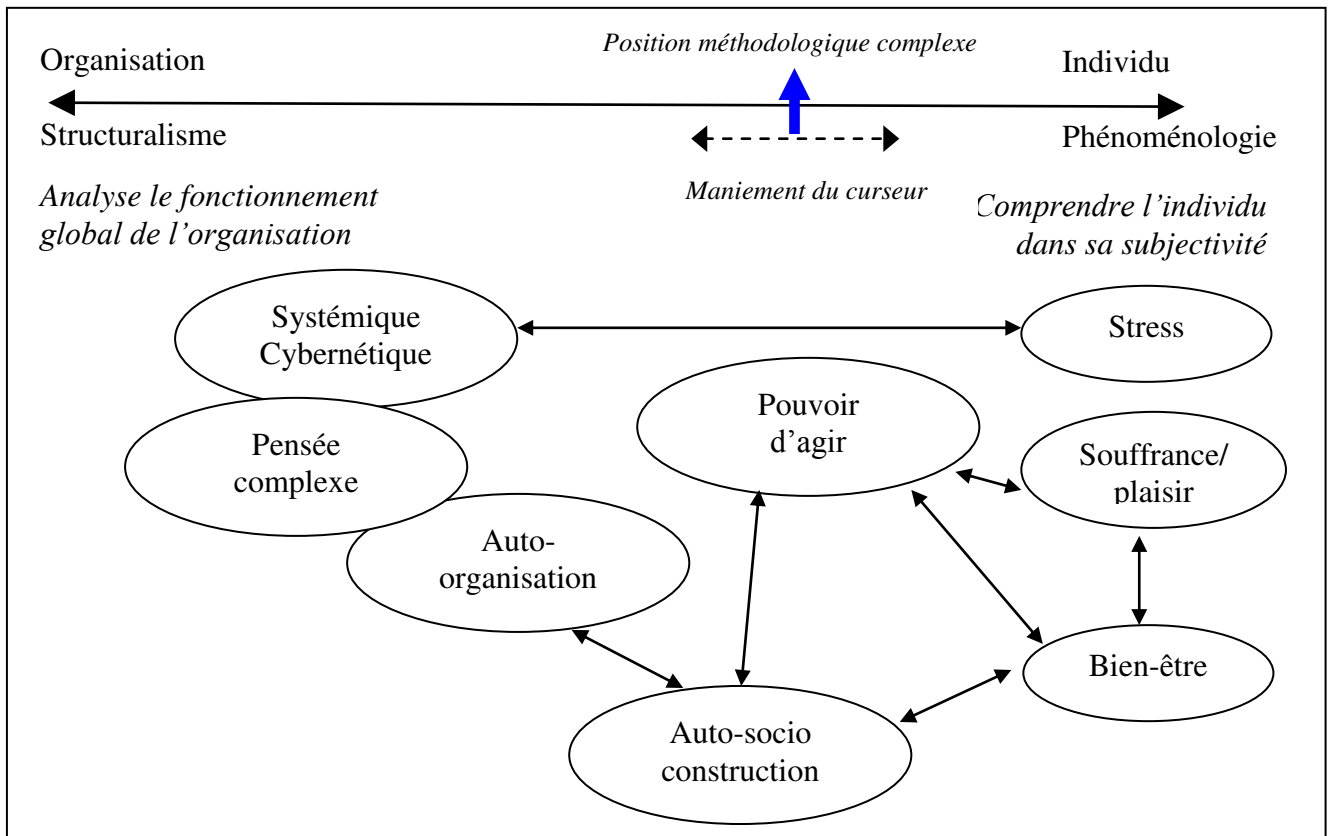 Position méthodologique complexe
Organisation
Individu
Structuralisme
Phénoménologie
Maniement du curseur
Analyse le fonctionnement
global de l’organisation
Comprendre l’individu
dans sa subjectivité
Systémique
Cybernétique
Stress
Pouvoir
d’agir
Pensée
complexe
Souffrance/
plaisir
Auto-
organisation
Bien-être
Auto-socio
construction